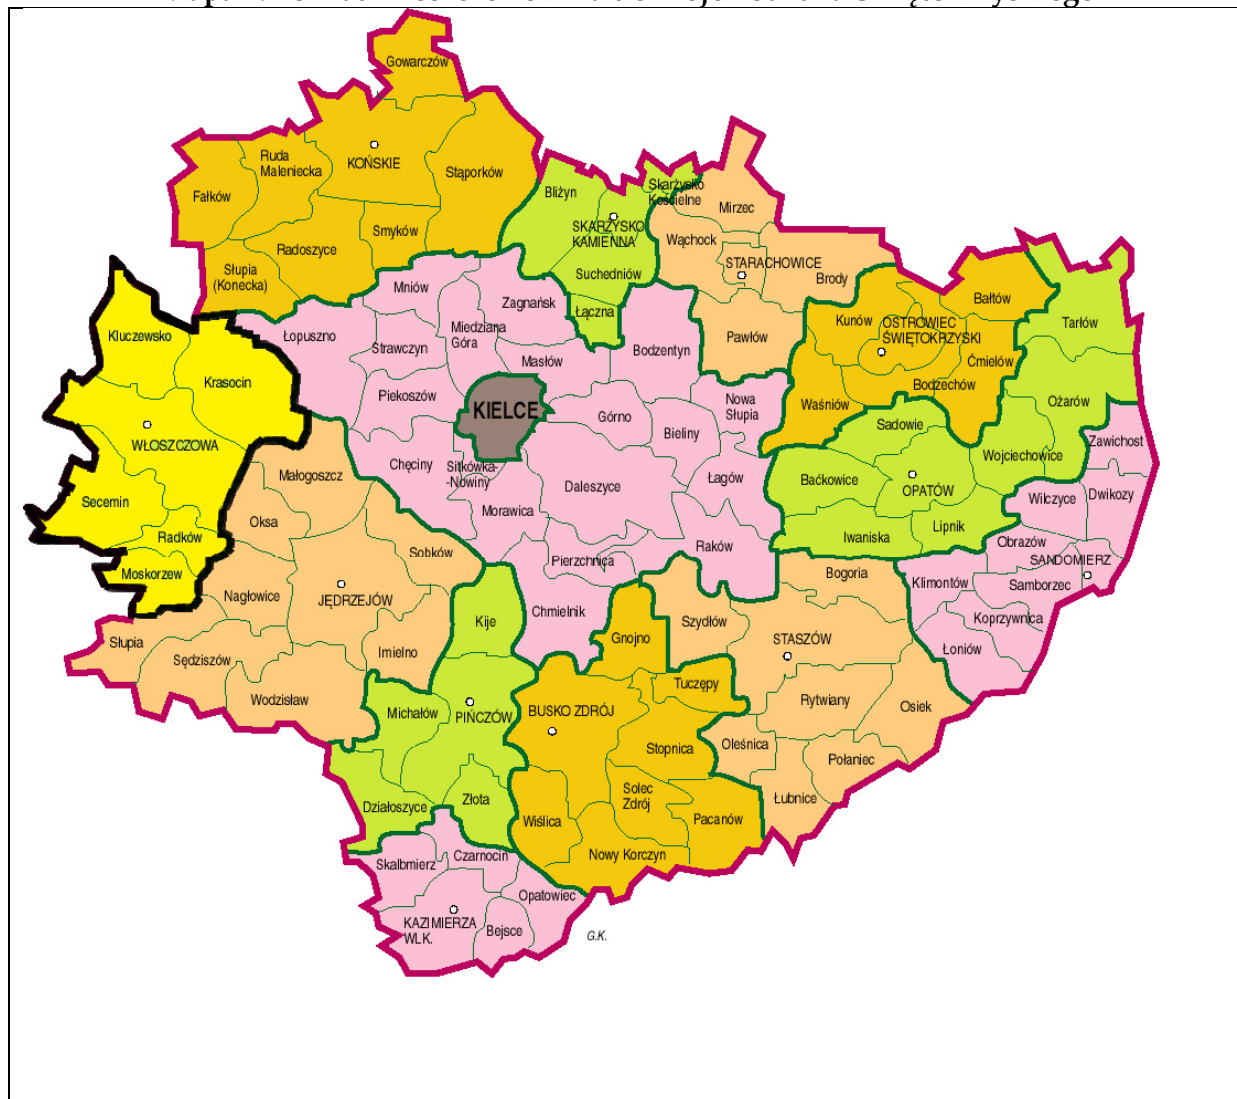 Gowarczów
Ruda
Maleniecka
KOŃSKIE
Stąporków
Fałków
Smyków
Radoszyce
Słupia
(Konecka)
Bliżyn
Skarżysko
Kościelne
SKARŻYSKO
KAMIENNA
Suchedniów
Łączna
Mirzec
Wąchock
STARACHOWICE
Brody
Pawłów
Bałtów
Kunów
OSTROWIEC
ŚWIĘTOKRZYSKI
Ćmielów
Bodzechów
Waśniów
Tarłów
Ożarów
Sadowie
Wojciechowice
Baćkowice
OPATÓW
Iwaniska
Lipnik
Kluczewsko
Krasocin
WŁOSZCZOWA
Secemin
Radków
Moskorzew
Łopuszno
Mniów
Zagnańsk
Miedziana
Góra
Strawczyn
Masłów
Bodzentyn
Piekoszów
KIELCE
Górno
Nowa
Słupia
Bieliny
Chęciny
Sitkówka-
-Nowiny
Daleszyce
Łagów
Morawica
Raków
Pierzchnica
Chmielnik
Zawichost
Wilczyce
Dwikozy
Obrazów
SANDOMIERZ
Klimontów
Samborzec
Koprzywnica
Łoniów
Małogoszcz
Oksa
Sobków
Nagłowice
JĘDRZEJÓW
Słupia
Sędziszów
Imielno
Wodzisław
Kije
Michałów
PIŃCZÓW
Działoszyce
Złota
Gnojno
Tuczępy
BUSKO ZDRÓJ
Stopnica
Solec
Zdrój
Wiślica
Pacanów
Nowy Korczyn
Bogoria
Szydłów
STASZÓW
Rytwiany
Osiek
Oleśnica
Połaniec
Łubnice
Skalbmierz
Czarnocin
Opatowiec
KAZIMIERZA
WLK.
Bejsce
G.K.